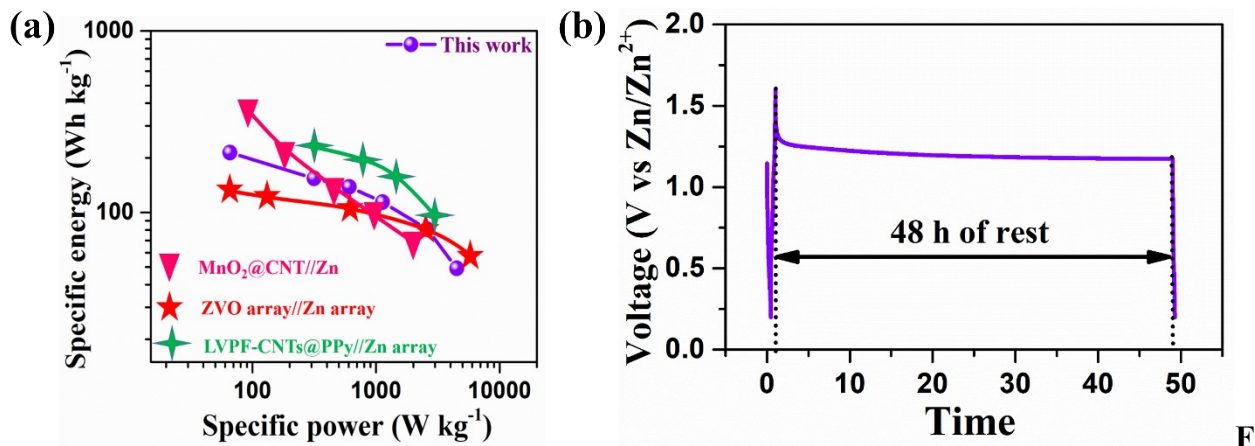 (a)
1000
100
Specific energy (Wh kg⁻¹)
This work
MnO₂@CNT//Zn
ZVO array//Zn array
LVPF-CNTs@PPy//Zn array
100 1000 10000
Specific power (W kg⁻¹)
(b)
2.0
1.5
1.0
0.5
0.0
Voltage (V vs Zn/Zn²⁺)
48 h of rest
0 10 20 30 40 50
Time
E